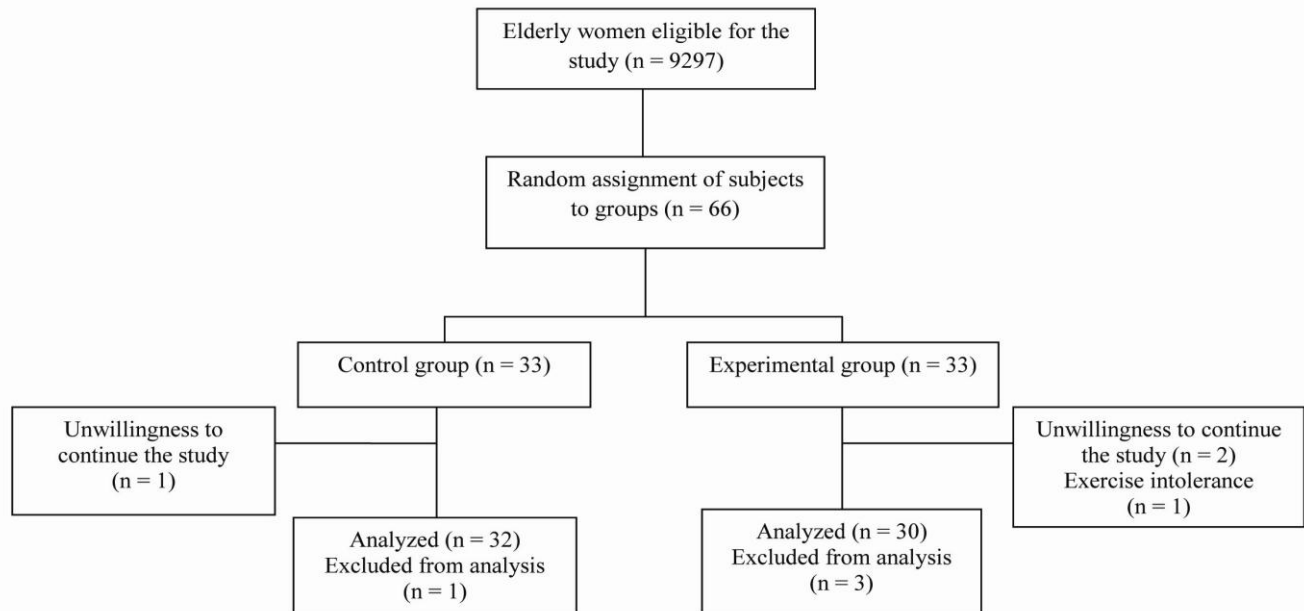 Elderly women eligible for the
study (n = 9297)
Random assignment of subjects
to groups (n = 66)
Control group (n = 33)
Experimental group (n = 33)
Unwillingness to
continue the study
(n = 1)
Unwillingness to continue
the study (n = 2)
Exercise intolerance
(n = 1)
Analyzed (n = 32)
Excluded from analysis
(n = 1)
Analyzed (n = 30)
Excluded from analysis
(n = 3)